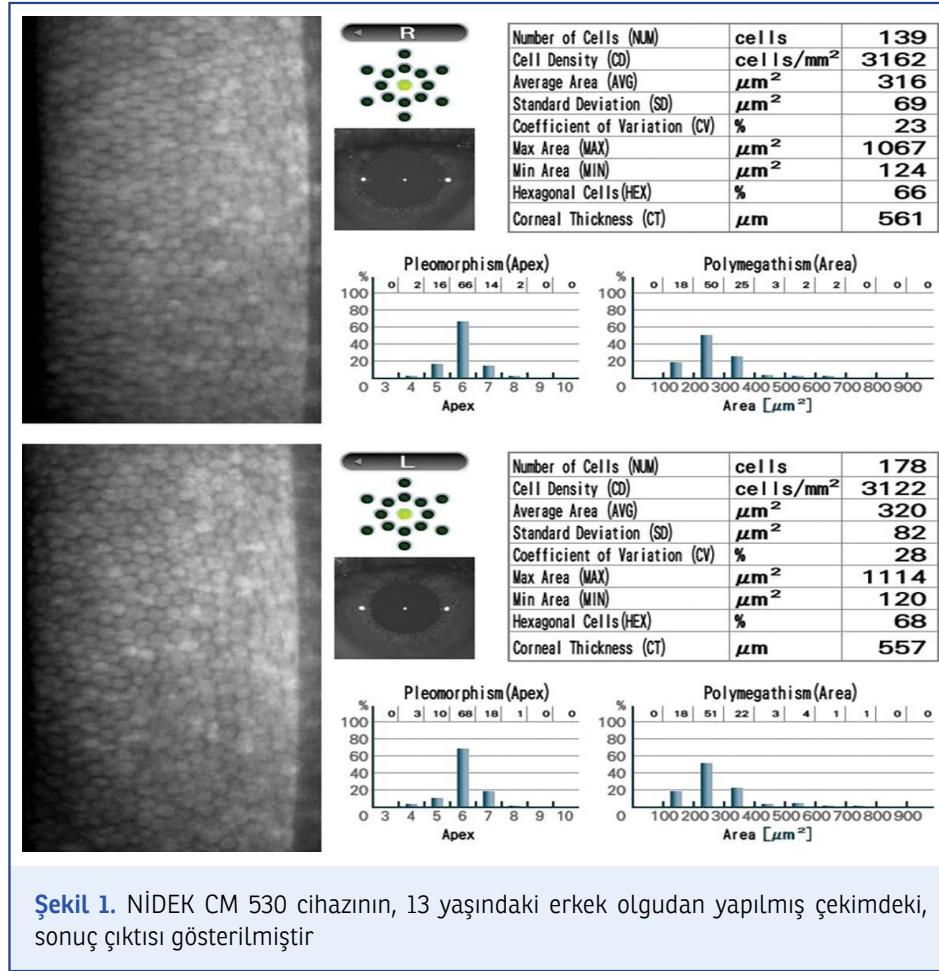 R
Number of Cells (NUM) cells 139
Cell Density (CD) cells/mm² 3162
Average Area (AVG) μm² 316
Standard Deviation (SD) μm² 69
Coefficient of Variation (CV) % 23
Max Area (MAX) μm² 1067
Min Area (MIN) μm² 124
Hexagonal Cells(HEX) % 66
Corneal Thickness (CT) μm 561
Pleomorphism(Apex)
%
0 2 16 66 14 2 0 0
100
80
60
40
20
0 3 4 5 6 7 8 9 10
Apex
Polymegathism(Area)
%
0 18 50 25 3 2 2 0 0 0
100
80
60
40
20
0 100 200 300 400 500 600 700 800 900
Area [μm²]
L
Number of Cells (NUM) cells 178
Cell Density (CD) cells/mm² 3122
Average Area (AVG) μm² 320
Standard Deviation (SD) μm² 82
Coefficient of Variation (CV) % 28
Max Area (MAX) μm² 1114
Min Area (MIN) μm² 120
Hexagonal Cells(HEX) % 68
Corneal Thickness (CT) μm 557
Pleomorphism(Apex)
%
0 3 10 68 18 1 0 0
100
80
60
40
20
0 3 4 5 6 7 8 9 10
Apex
Polymegathism(Area)
%
0 18 51 22 3 4 1 1 0 0
100
80
60
40
20
0 100 200 300 400 500 600 700 800 900
Area [μm²]
Şekil 1. NİDEK CM 530 cihazının, 13 yaşındaki erkek olgudan yapılmış çekimdeki,
sonuç çıktısı gösterilmiştir